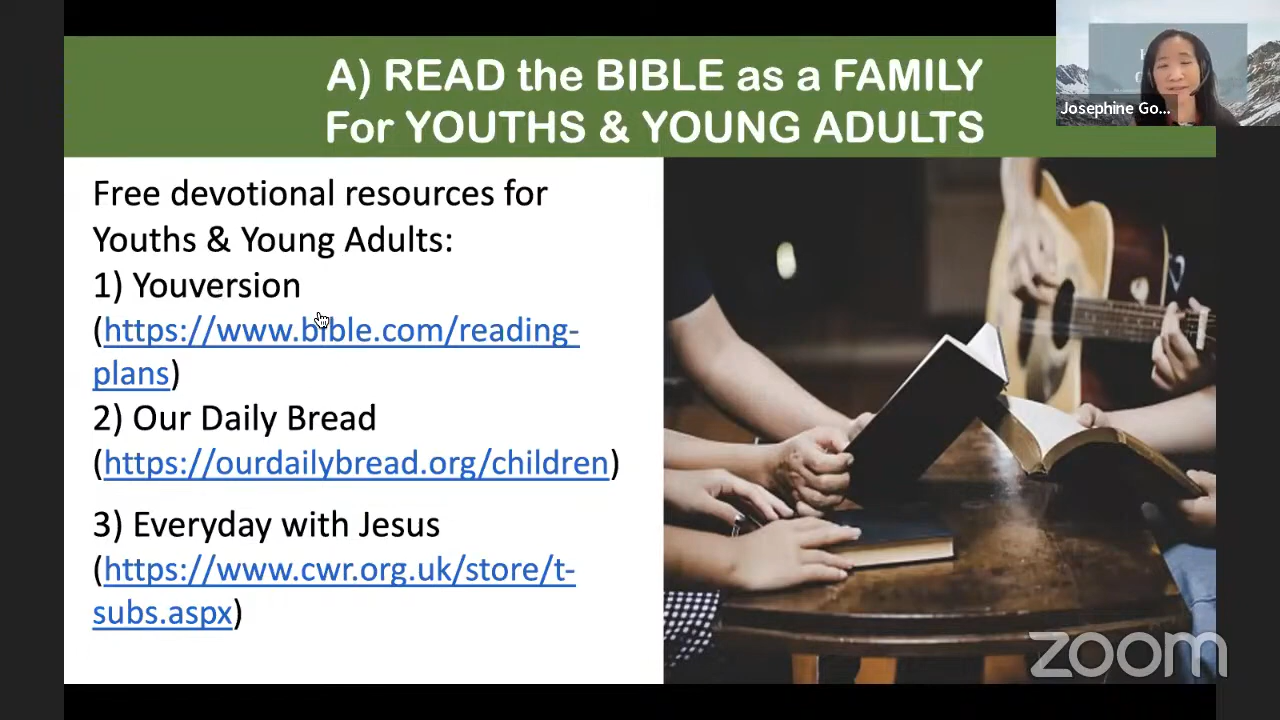 A) READ the BIBLE as a FAMILY
For YOUTHS & YOUNG ADULTS
Josephine Go...
Free devotional resources for
Youths & Young Adults:
1) Youversion
(https://www.bible.com/reading-
plans)
2) Our Daily Bread
(https://ourdailybread.org/children)
3) Everyday with Jesus
(https://www.cwr.org.uk/store/t-
subs.aspx)
zoom